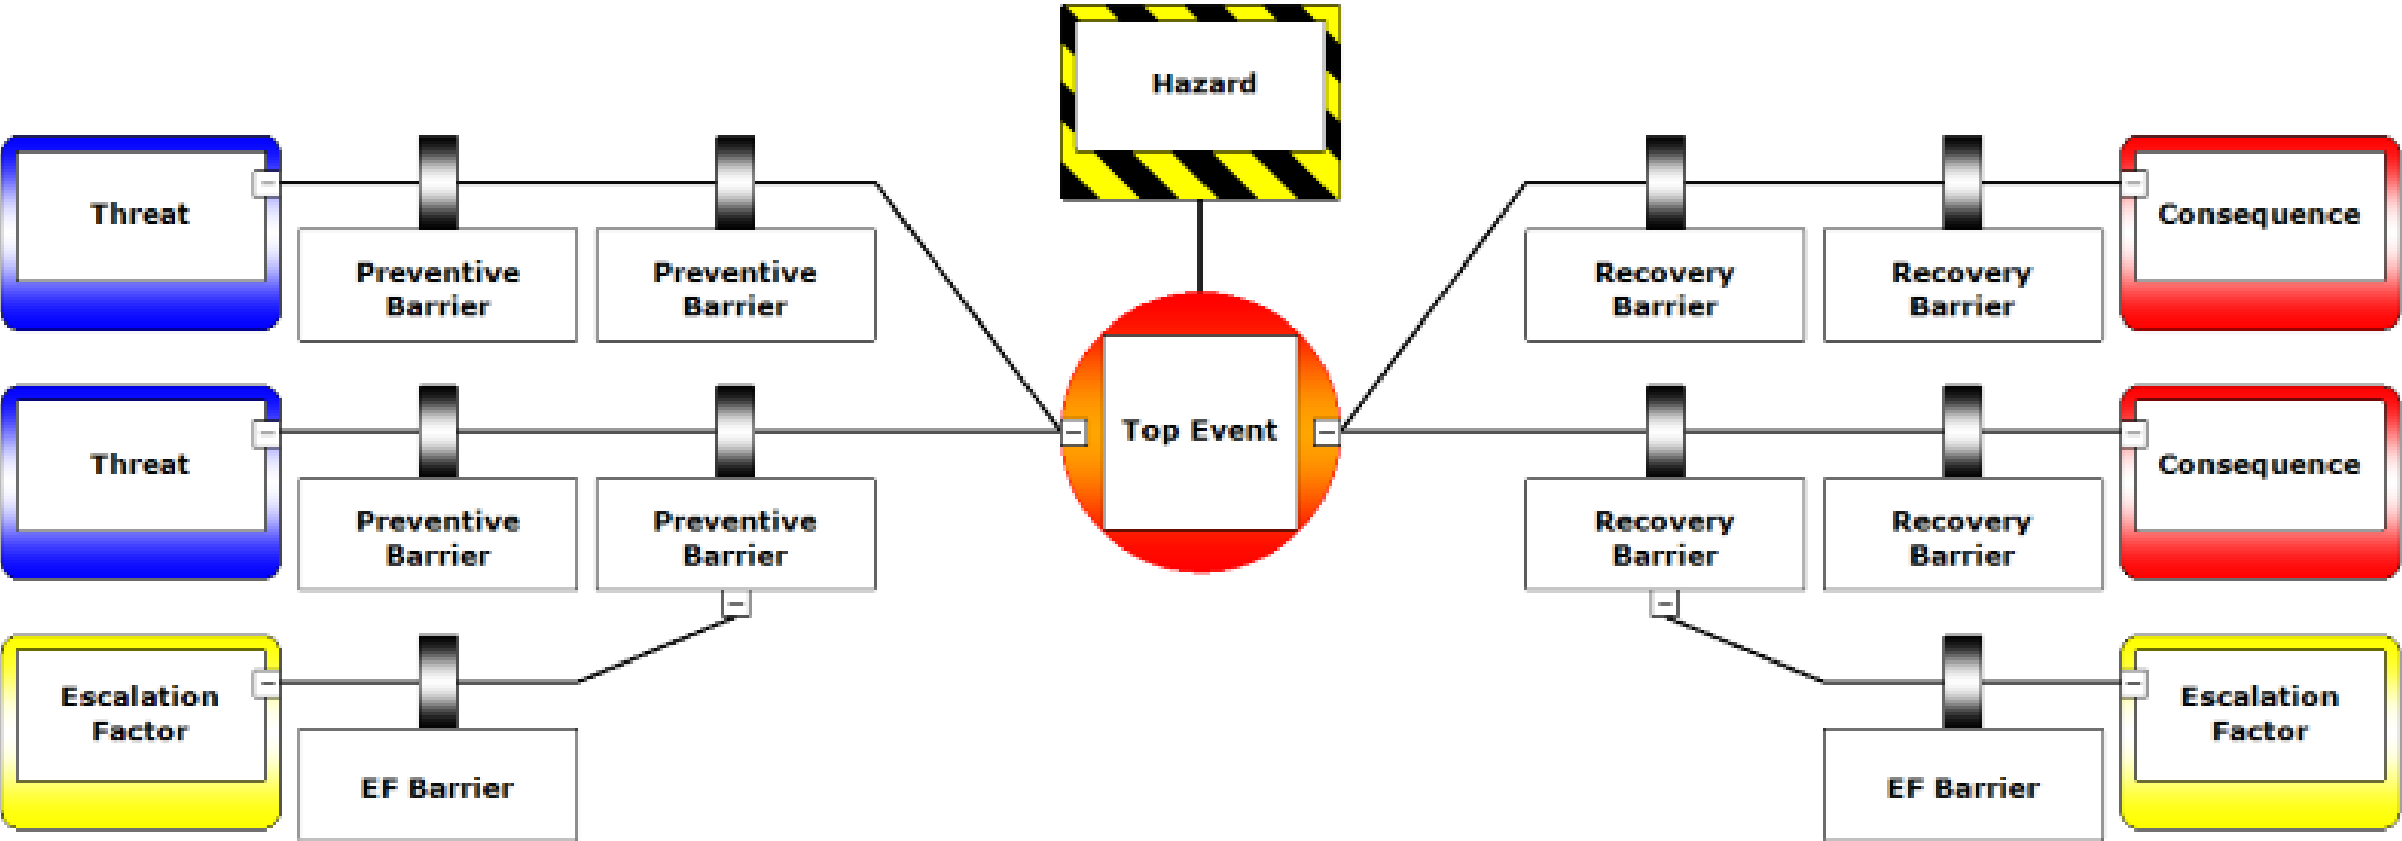 Hazard
Threat
Preventive
Barrier
Preventive
Barrier
Recovery
Barrier
Recovery
Barrier
Consequence
Top Event
Threat
Preventive
Barrier
Preventive
Barrier
Recovery
Barrier
Recovery
Barrier
Consequence
Escalation
Factor
EF Barrier
EF Barrier
Escalation
Factor